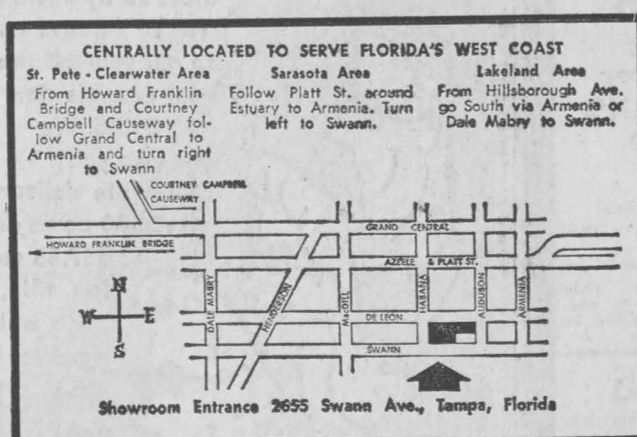 CENTRALLY LOCATED TO SERVE FLORIDA'S WEST COAST
St. Pete - Clearwater Area
From Howard Franklin
Bridge and Courtney
Campbell Causeway fol-
low Grand Central to
Armenia and turn right
to Swann
Sarasota Area
Follow Platt St. around
Estuary to Armenia. Turn
left to Swann.
Lakeland Area
From Hillsborough Ave.
go South via Armenia or
Dale Mabry to Swann.
COURTNEY CAMPBELL
CAUSEWAY
GRAND CENTRAL
HOWARD FRANKLIN BRIDGE
AZEELE & PLATT ST.
N
W E
S
DALE MABRY
HENDERSON
MacDILL
HABANA
AUDUBON
ARMENIA
DE LEON
SWANN
Showroom Entrance 2655 Swann Ave., Tampa, Florida